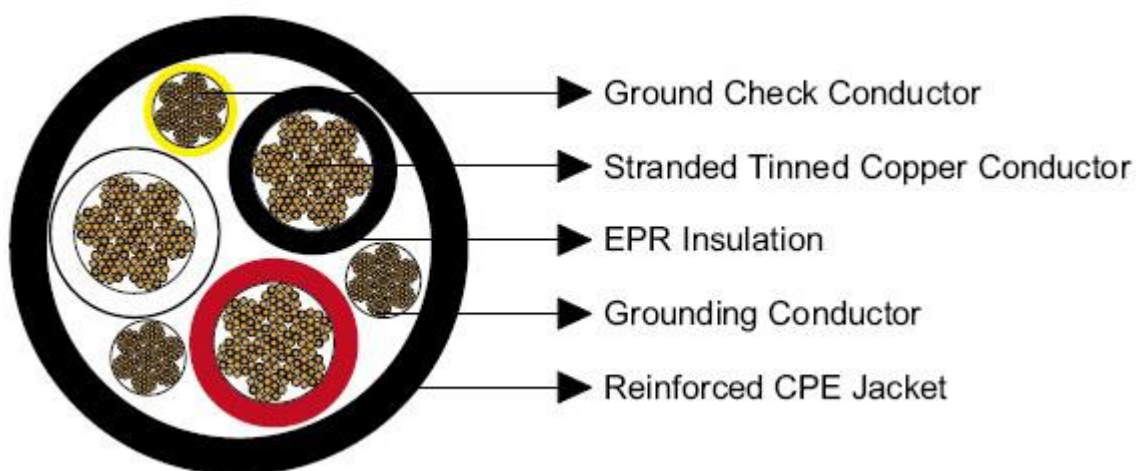 Ground Check Conductor
Stranded Tinned Copper Conductor
EPR Insulation
Grounding Conductor
Reinforced CPE Jacket